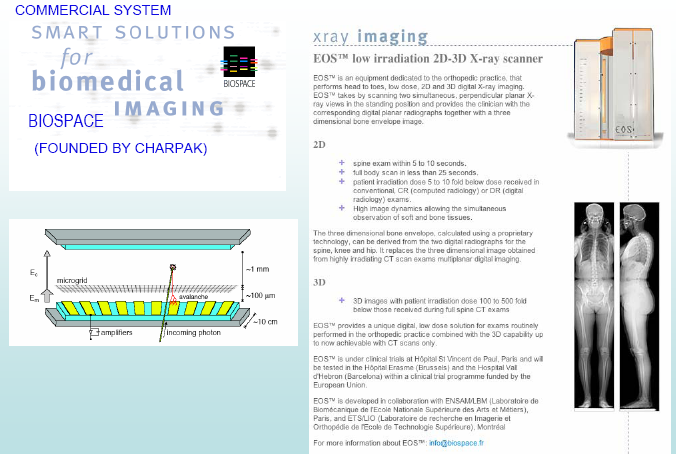 COMMERCIAL SYSTEM
SMART SOLUTIONS
for
biomedical
IMAGING
BIOSPACE
BIOSPACE
(FOUNDED BY CHARPAK)
Ec
Em
microgrid
avalanche
~1 mm
~100 µm
~10 cm
amplifiers
incoming photon
xray imaging
EOS™ low irradiation 2D-3D X-ray scanner
EOS™ is an equipment dedicated to the orthopedic practice, that
performs head to toes, low dose, 2D and 3D digital X-ray imaging.
EOS™ takes by scanning two simultaneous, perpendicular planar X-
ray views in the standing position and provides the clinician with the
corresponding digital planar radiographs together with a three
dimensional bone envelope image.
2D
spine exam within 5 to 10 seconds.
full body scan in less than 25 seconds.
patient irradiation dose 5 to 10 fold below dose received in
conventional, CR (computed radiology) or DR (digital
radiology) exams.
High image dynamics allowing the simultaneous
observation of soft and bone tissues.
The three dimensional bone envelope, calculated using a proprietary
technology, can be derived from the two digital radiographs for the
spine, knee and hip. It replaces the three dimensional image obtained
from highly irradiating CT scan exams multiplanar digital imaging.
3D
3D images with patient irradiation dose 100 to 500 fold
below those received during full spine CT exams
EOS™ provides a unique digital, low dose solution for exams routinely
performed in the orthopedic practice combined with the 3D capability up
to now achievable with CT scans only.
EOS™ is under clinical trials at Hôpital St Vincent de Paul, Paris and will
be tested in the Hôpital Erasme (Brussels) and the Hospital Vall
d'Hebron (Barcelona) within a clinical trial programme funded by the
European Union.
EOS™ is developed in collaboration with ENSAM/LBM (Laboratoire de
Biomécanique de l'Ecole Nationale Supérieure des Arts et Métiers),
Paris, and ETS/LIO (Laboratoire de recherche en Imagerie et
Orthopédie de l'Ecole de Technologie Supérieure), Montréal
For more information about EOS™: info@biospace.fr
EOS